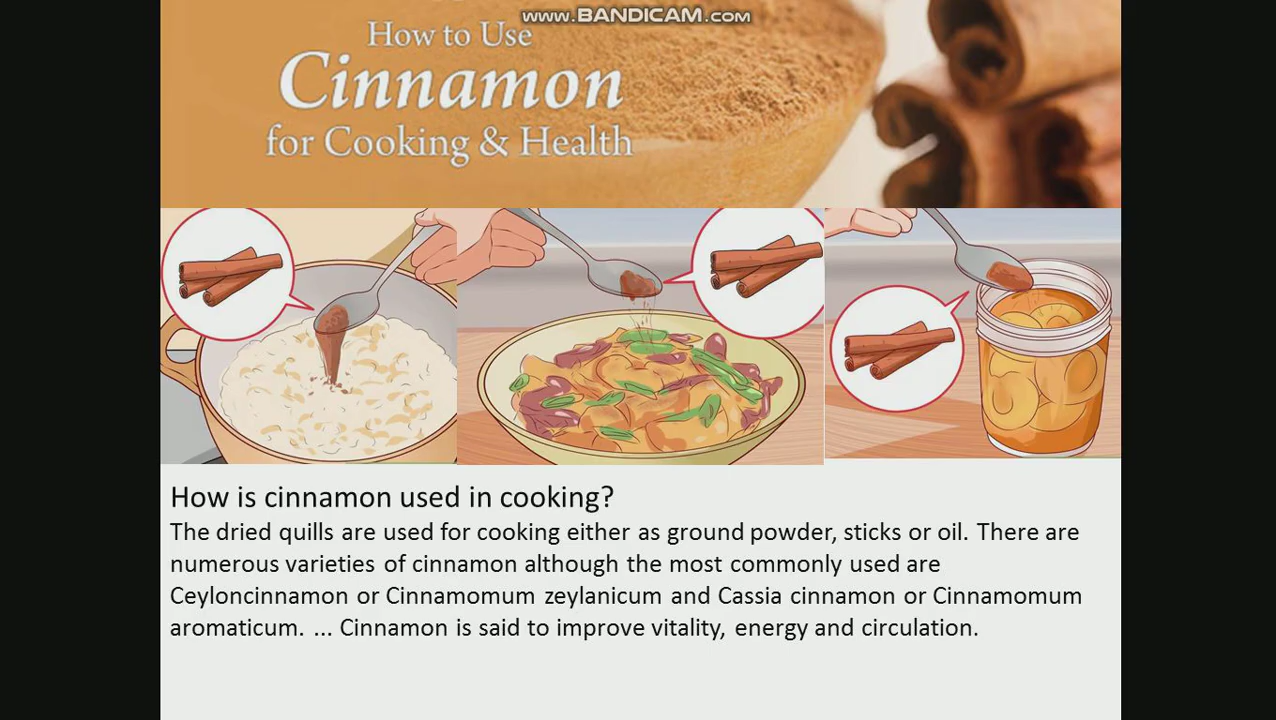 www.BANDICAM.com
How to Use
Cinnamon
for Cooking & Health
How is cinnamon used in cooking?
The dried quills are used for cooking either as ground powder, sticks or oil. There are
numerous varieties of cinnamon although the most commonly used are
Ceyloncinnamon or Cinnamomum zeylanicum and Cassia cinnamon or Cinnamomum
aromaticum. ... Cinnamon is said to improve vitality, energy and circulation.